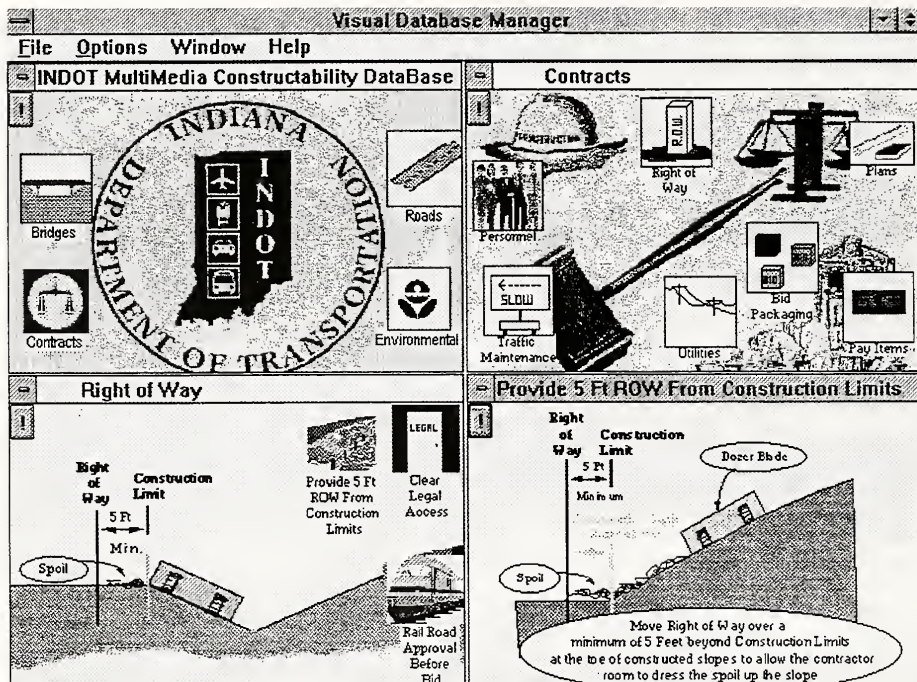 Visual Database Manager
File Options Window Help
INDOT MultiMedia Constructability DataBase
INDIANA
DEPARTMENT OF TRANSPORTATION
INDOT
Bridges
Roads
Contracts
Environmental
Contracts
CONSTRUCTION
R.O.W.
Right of
Way
Plans
Personnel
SLOW
Traffic
Maintenance
Utilities
BID
Bid
Packaging
Pay Items
Right of Way
Right
of
Way
Construction
Limit
5 Ft
Min.
Spoil
Provide 5 Ft
ROW From
Construction
Limits
LEGAL
Clear
Legal
Access
Rail Road
Approval
Before
Bid
Provide 5 Ft ROW From Construction Limits
Right
of
Way
Construction
Limit
5 Ft
Minimum
Dozer Blade
Spoil
Move Right of Way over a
minimum of 5 Feet beyond Construction Limits
at the toe of constructed slopes to allow the contractor
room to dress the spoil up the slope